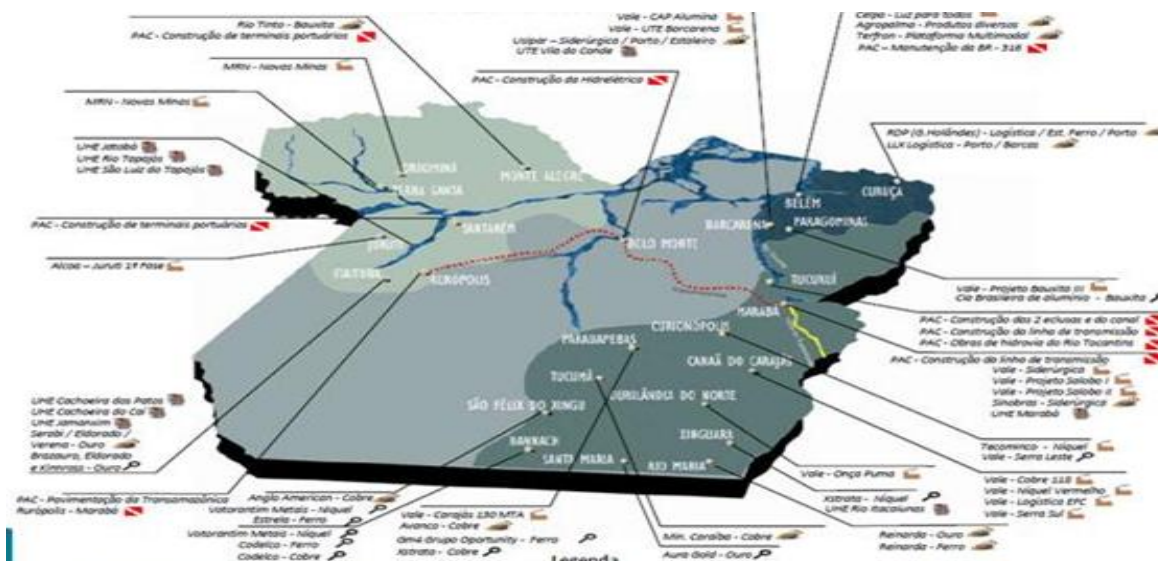 Rio Tinto - Bauxita
PAC - Construção de terminais portuários
MRN - Novas Minas
MRN - Novas Minas
UHE Jatobá
UHE Rio Tapajós
UHE São Luiz do Tapajós
PAC - Construção de terminais portuários
Alcoa - Juruti 1ª Fase
Vale - CAP Alumina
Vale - UTE Barcarena
Usipar - Siderúrgica / Porto / Estaleiro
UTE Vila do Conde
PAC - Construção da Hidrelétrica
Celpa - Luz para todos
Agropalma - Produtos diversos
Terfron - Plataforma Multimodal
PAC - Manutenção da BR - 316
RDP (G.Holândes) - Logística / Est. Ferro / Porto
LLX Logística - Porto / Barcas
ORIXIMINÁ
TERRA SANTA
MONTE ALEGRE
CURUÇÁ
BELÉM
BARCARENA
PARAGOMINAS
SANTARÉM
JURUTI
BELO MONTE
RURÓPOLIS
TUCURUÍ
MARABÁ
CURIONÓPOLIS
PARAUAPEBAS
CANAÃ DO CARAJÁS
TUCUMÃ
OURILÂNDIA DO NORTE
SÃO FÉLIX DO XINGU
XINGUARA
BANNACH
SANTA MARIA
RIO MARIA
Vale - Projeto Bauxita III
Cia Brasileira de alumínio - Bauxita
PAC - Construção das 2 eclusas e do canal
PAC - Construção da linha de transmissão
PAC - Obras de hidrovia do Rio Tocantins
PAC - Construção da linha de transmissão
Vale - Siderúrgica
Vale - Projeto Salobo I
Vale - Projeto Salobo II
Sinobras - Siderúrgica
UHE Marabá
Tecominco - Níquel
Vale - Serra Leste
Vale - Onça Puma
Xstrata - Níquel
UHE Rio Itacaiunas
Vale - Cobre 118
Vale - Níquel Vermelho
Vale - Logística EFC
Vale - Serra Sul
Reinarda - Ouro
Reinarda - Ferro
UHE Cachoeira dos Patos
UHE Cachoeira do Caí
UHE Jamanxim
Serabi / Eldorado /
Verena - Ouro
Brazauro, Eldorado
e Kinross - Ouro
PAC - Pavimentação da Transamazônica
Rurópolis - Marabá
Anglo American - Cobre
Votorantim Metais - Níquel
Estrela - Ferro
Votorantim Metais - Níquel
Codelco - Ferro
Codelco - Cobre
Vale - Carajás 130 MTA
Avanco - Cobre
Gm4 Grupo Oportunity - Ferro
Xstrata - Cobre
Min. Caraíba - Cobre
Aura Gold - Ouro
Legenda